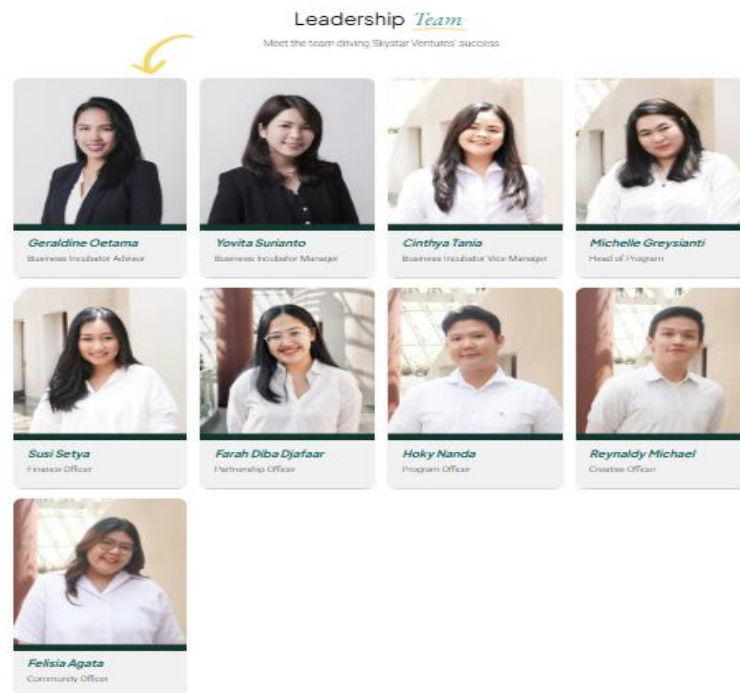 Leadership Team
Meet the team driving Skystar Ventures' success
Geraldine Oetama
Business Incubator Advisor
Yovita Surianto
Business Incubator Manager
Cinthya Tania
Business Incubator Vice Manager
Michelle Greysianti
Head of Program
Susi Setya
Finance Officer
Farah Diba Djafaar
Partnership Officer
Hoky Nanda
Program Officer
Reynaldy Michael
Creative Officer
Felisia Agata
Community Officer